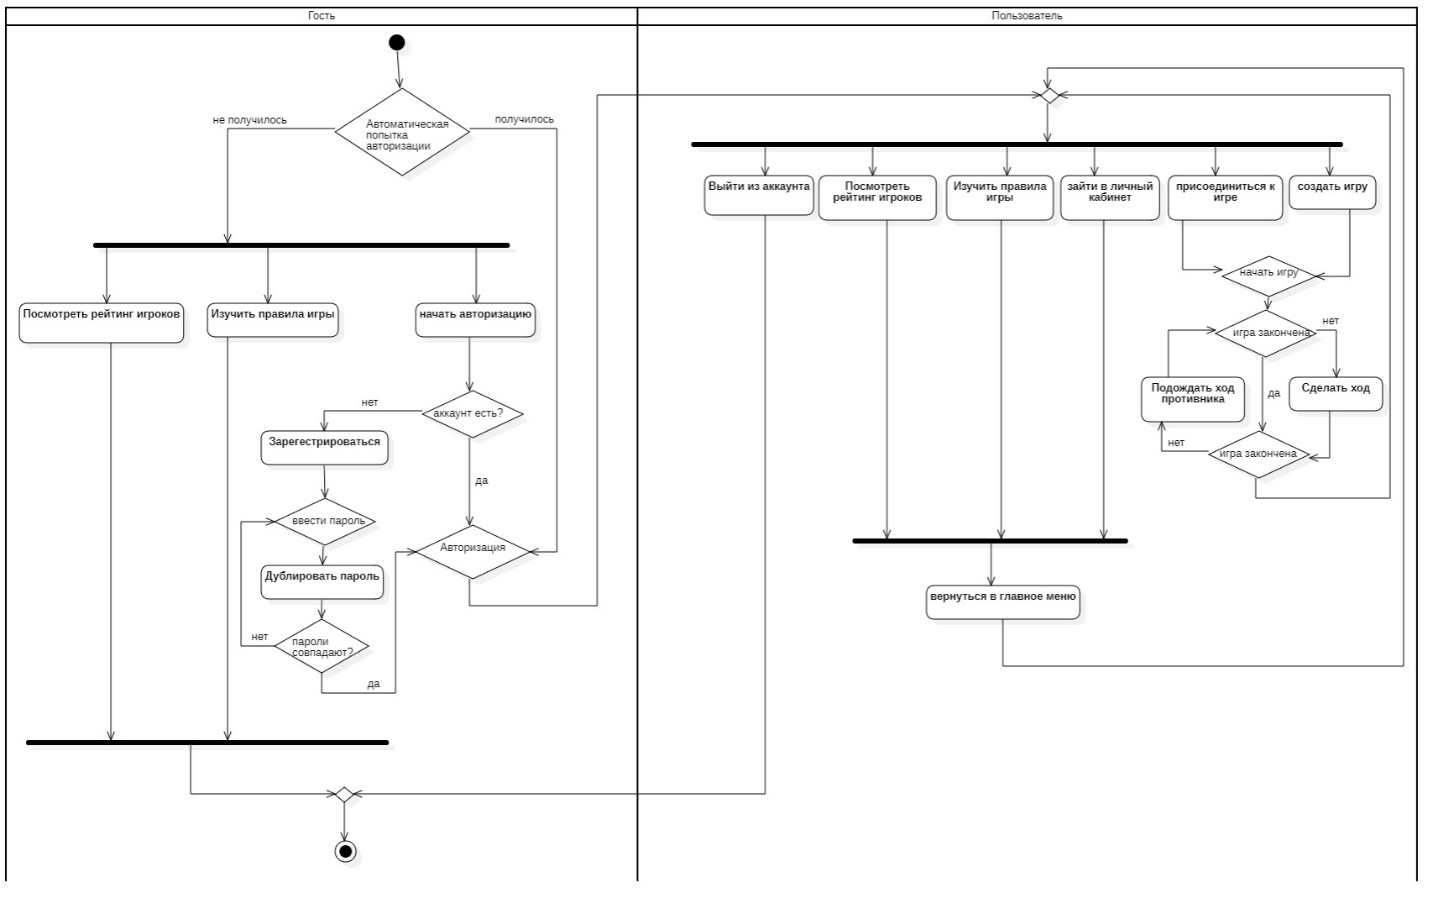 Гость
Пользователь
не получилось
Автоматическая
попытка
авторизации
получилось
Выйти из аккаунта
Посмотреть
рейтинг игроков
Изучить правила
игры
зайти в личный
кабинет
присоединиться к
игре
создать игру
начать игру
Посмотреть рейтинг игроков
Изучить правила игры
начать авторизацию
игра закончена
нет
Подождать ход
противника
да
Сделать ход
нет
аккаунт есть?
Зарегестрироваться
нет
игра закончена
да
ввести пароль
Авторизация
Дублировать пароль
вернуться в главное меню
нет
пароли
совпадают?
да